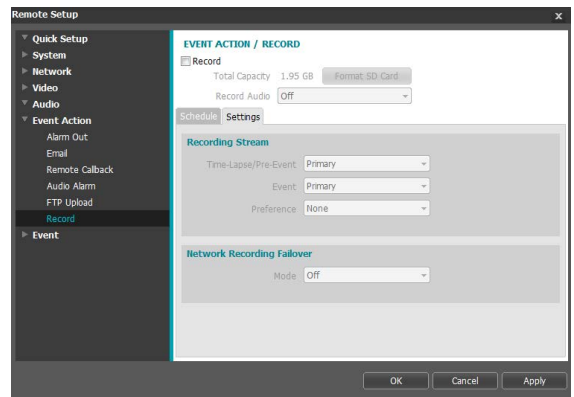 Remote Setup
x
Quick Setup
System
Network
Video
Audio
Event Action
Alarm Out
Email
Remote Callback
Audio Alarm
FTP Upload
Record
Event
EVENT ACTION / RECORD
Record
Total Capacity 1.95 GB Format SD Card
Record Audio Off
Schedule Settings
Recording Stream
Time-Lapse/Pre-Event Primary
Event Primary
Preference None
Network Recording Failover
Mode Off
OK Cancel Apply